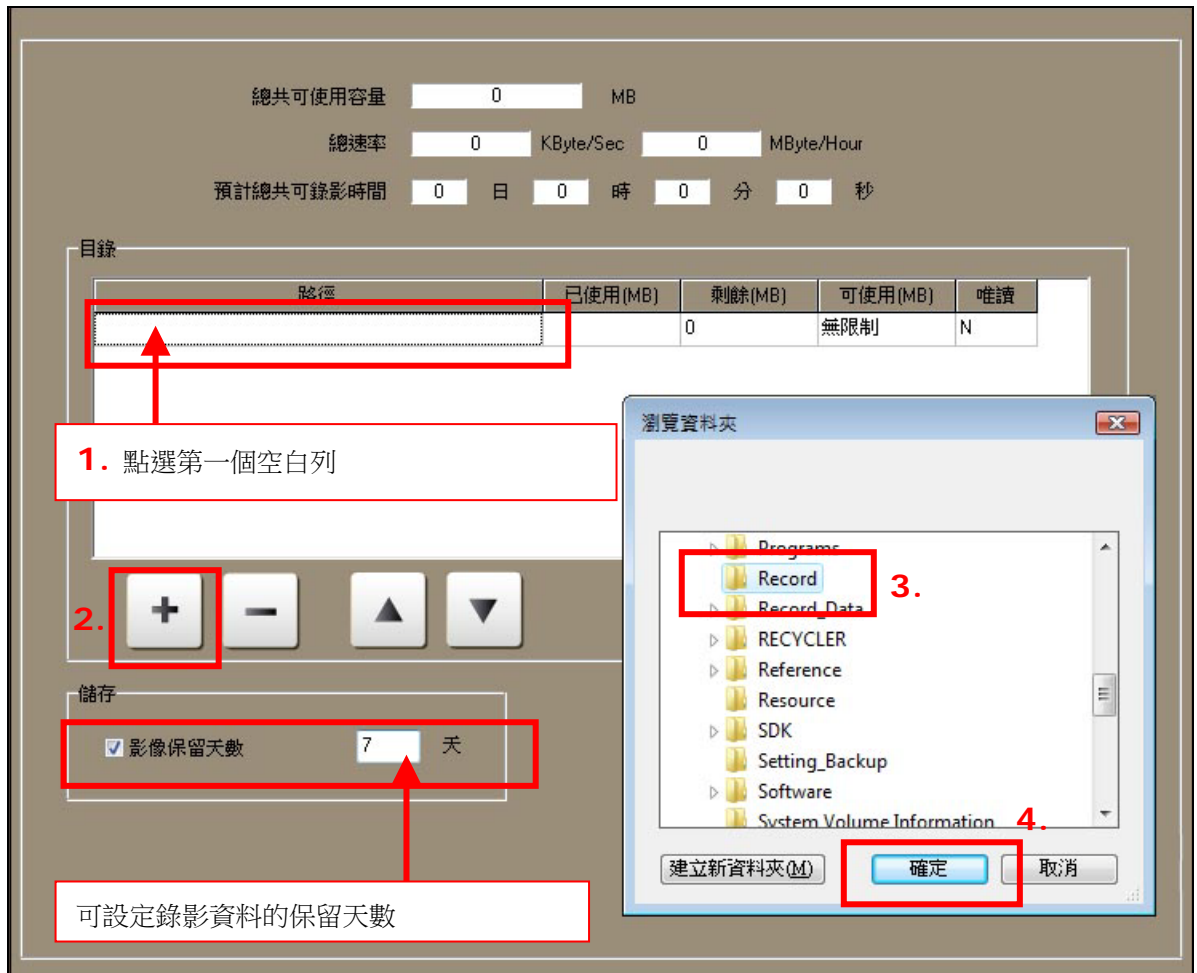 總共可使用容量 0 MB
總速率 0 KByte/Sec 0 MByte/Hour
預計總共可錄影時間 0 日 0 時 0 分 0 秒
目錄
路徑 已使用(MB) 剩餘(MB) 可使用(MB) 唯讀
0 無限制 N
1. 點選第一個空白列
2.
瀏覽資料夾
Programs
Record
3.
Record_Data
RECYCLER
Reference
Resource
SDK
Setting_Backup
Software
System Volume Information
4.
建立新資料夾(M) 確定 取消
儲存
影像保留天數 7 天
可設定錄影資料的保留天數